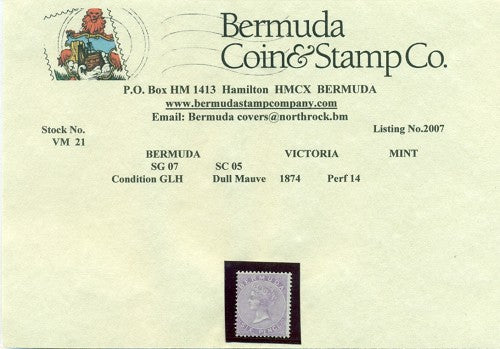 Bermuda
Coin&Stamp Co.
P.O. Box HM 1413 Hamilton HMCX BERMUDA
www.bermudastampcompany.com
Email: Bermuda covers@northrock.bm
Stock No. Listing No.2007
VM 21
BERMUDA VICTORIA MINT
SG 07 SC 05
Condition GLH Dull Mauve 1874 Perf 14
BERMUDA
SIX PENCE